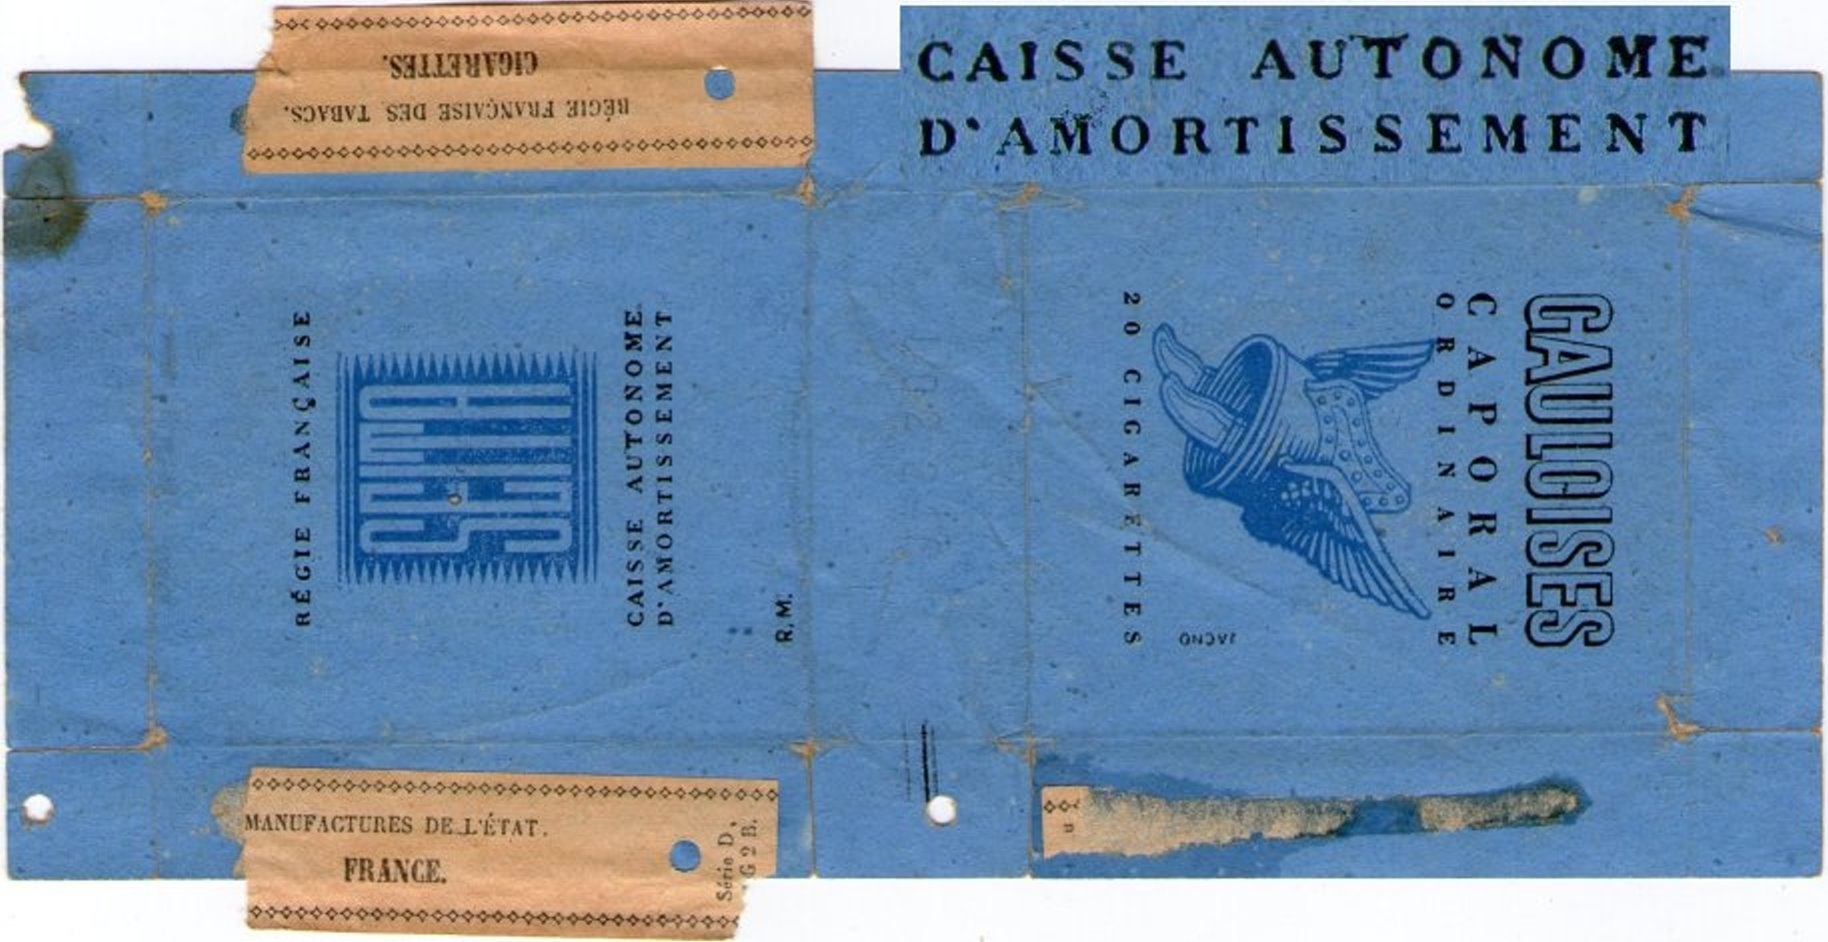 CIGARETTES.
RÉGIE FRANÇAISE DES TABACS.
CAISSE AUTONOME
D'AMORTISSEMENT
RÉGIE FRANÇAISE
CAISSE AUTONOME
D'AMORTISSEMENT
R.M.
GAULOISES
CAPORAL
ORDINAIRE
JACNO
20 CIGARETTES
MANUFACTURES DE L'ÉTAT.
FRANCE.
Série D,
G 2 B.